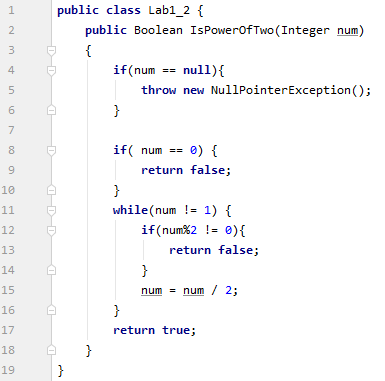 1 public class Lab1_2 {
2     public Boolean IsPowerOfTwo(Integer num)
3     {
4         if(num == null){
5             throw new NullPointerException();
6         }
7
8         if( num == 0) {
9             return false;
10         }
11         while(num != 1) {
12             if(num%2 != 0){
13                 return false;
14             }
15             num = num / 2;
16         }
17         return true;
18     }
19 }